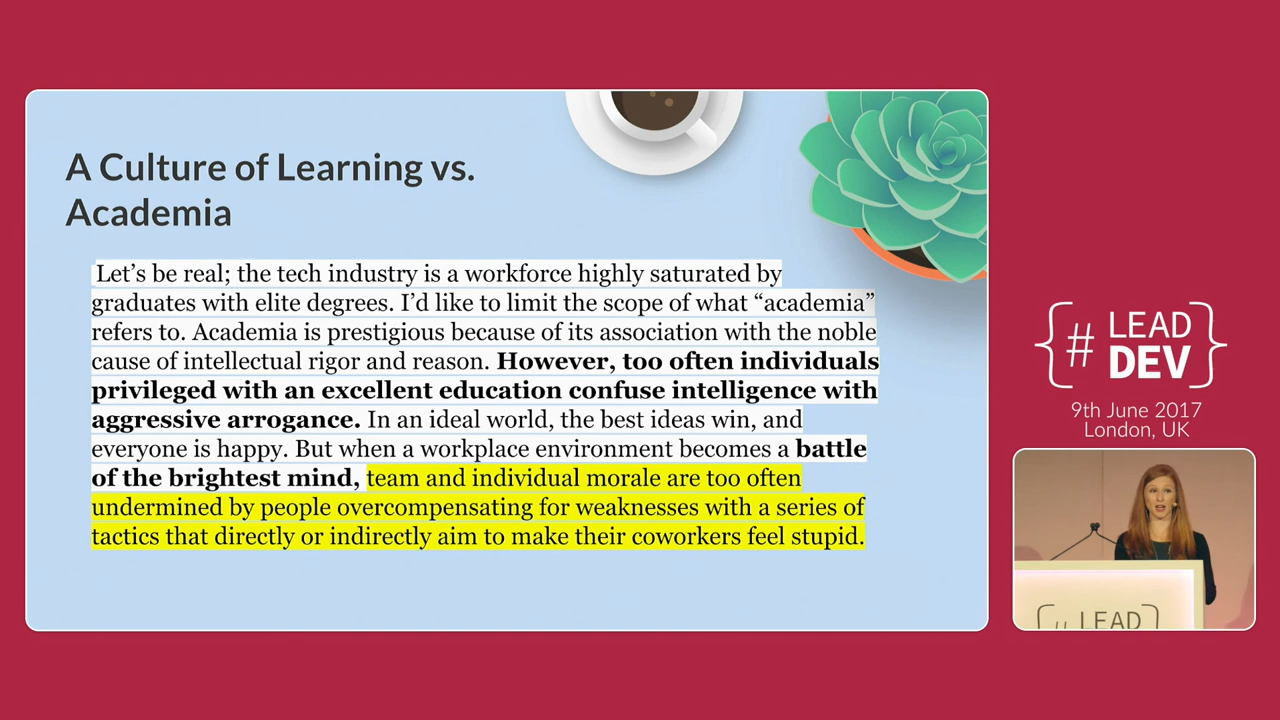 A Culture of Learning vs.
Academia
Let’s be real; the tech industry is a workforce highly saturated by
graduates with elite degrees. I’d like to limit the scope of what “academia”
refers to. Academia is prestigious because of its association with the noble
cause of intellectual rigor and reason. However, too often individuals
privileged with an excellent education confuse intelligence with
aggressive arrogance. In an ideal world, the best ideas win, and
everyone is happy. But when a workplace environment becomes a battle
of the brightest mind, team and individual morale are too often
undermined by people overcompensating for weaknesses with a series of
tactics that directly or indirectly aim to make their coworkers feel stupid.
{# LEAD
DEV}
9th June 2017
London, UK
# LEAD